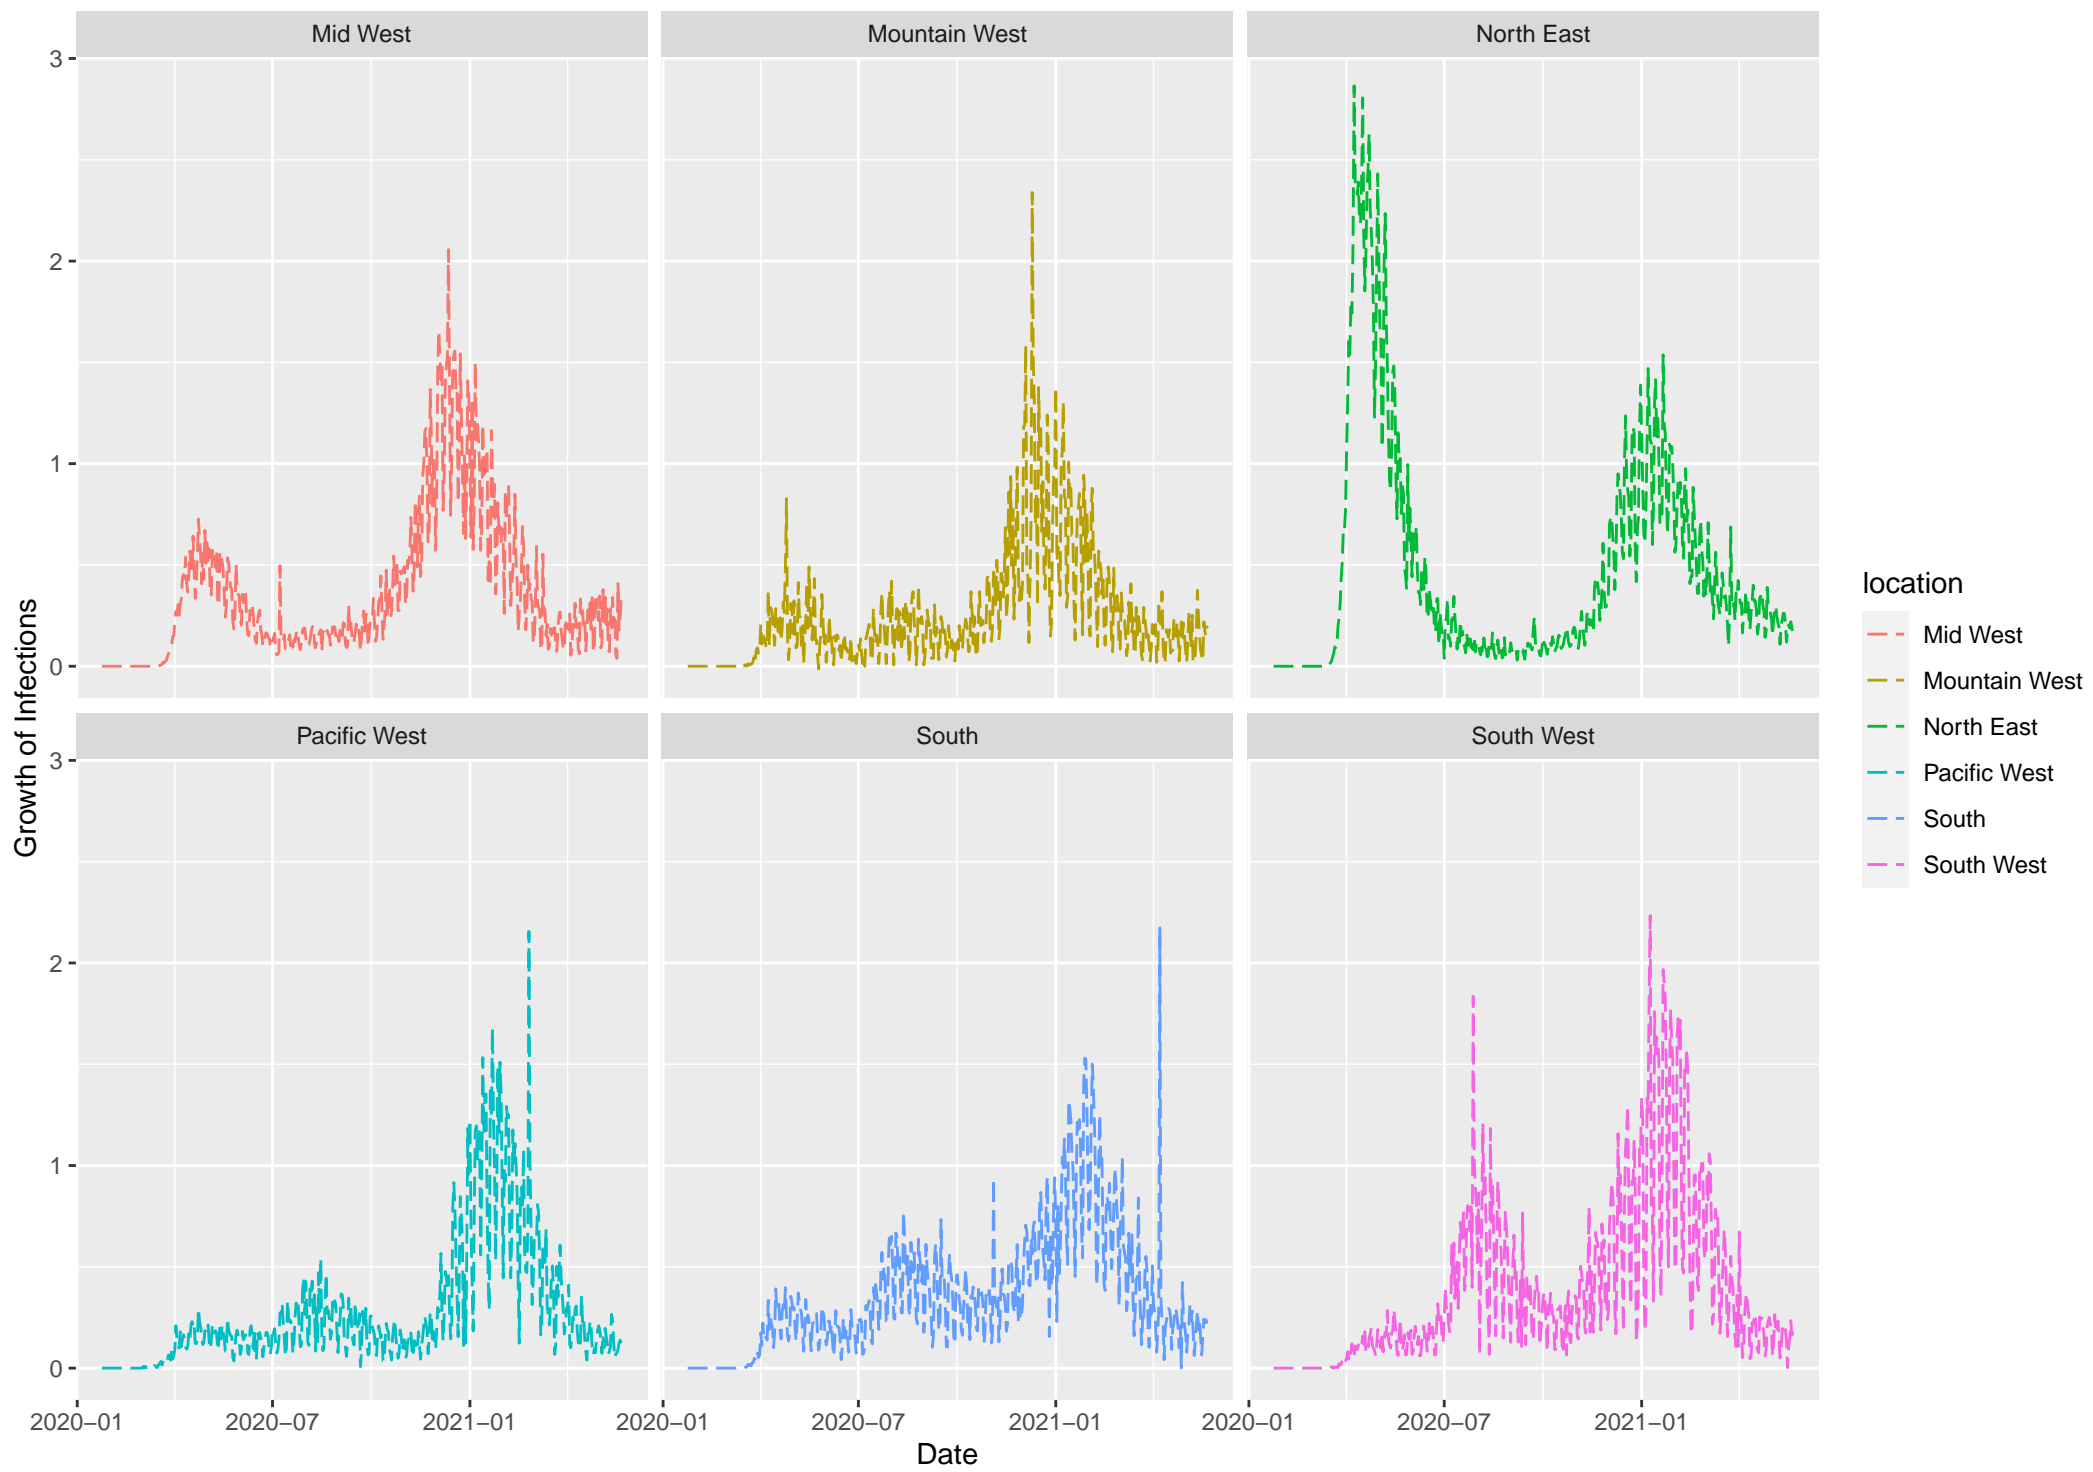 Mid West
Mountain West
North East
3
2
1
0
Growth of Infections
Pacific West
South
South West
3
2
1
0
2020−01
2020−07
2021−01
2020−01
2020−07
2021−01
2020−01
2020−07
2021−01
Date
location
Mid West
Mountain West
North East
Pacific West
South
South West